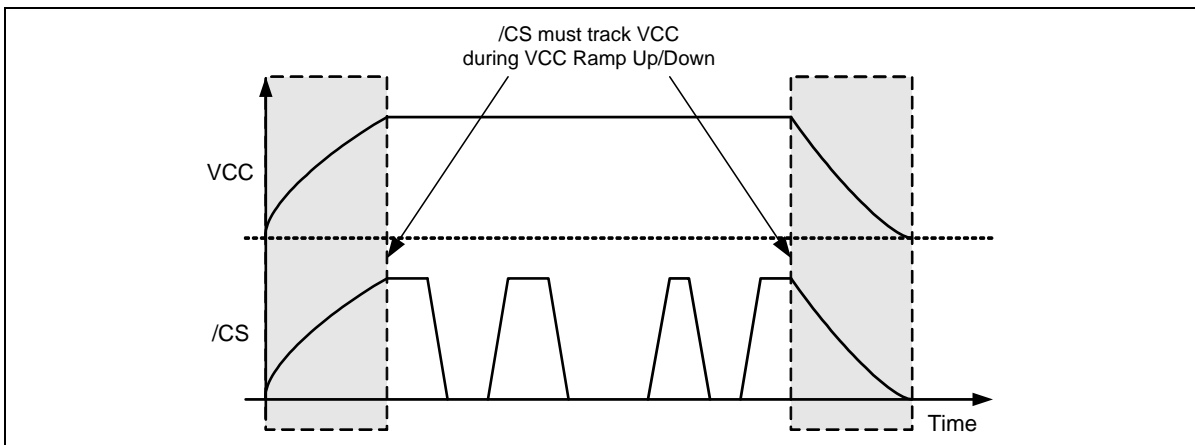 /CS must track VCC
during VCC Ramp Up/Down
VCC
/CS
Time